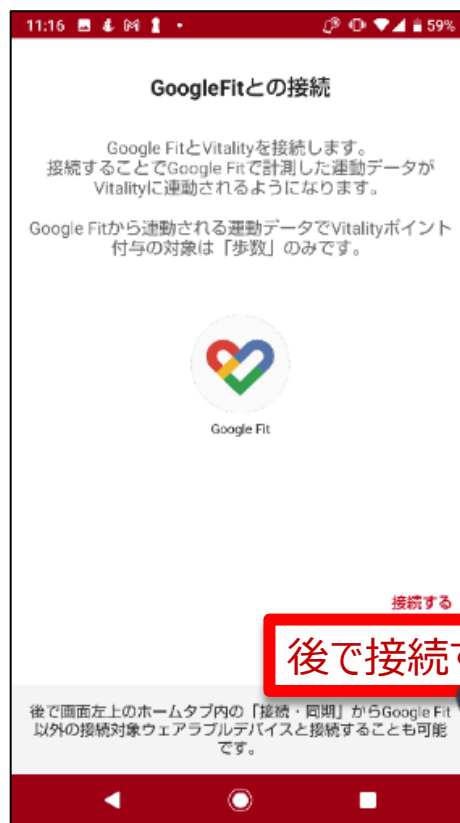 11:16
59%
GoogleFitとの接続
Google FitとVitalityを接続します。
接続することでGoogle Fitで計測した運動データが
Vitalityに連動されるようになります。
Google Fitから連動される運動データでVitalityポイント
付与の対象は「歩数」のみです。
Google Fit
接続する
後で接続す
後で画面左上のホームタブ内の「接続・同期」からGoogle Fit
以外の接続対象ウェアラブルデバイスと接続することも可能
です。